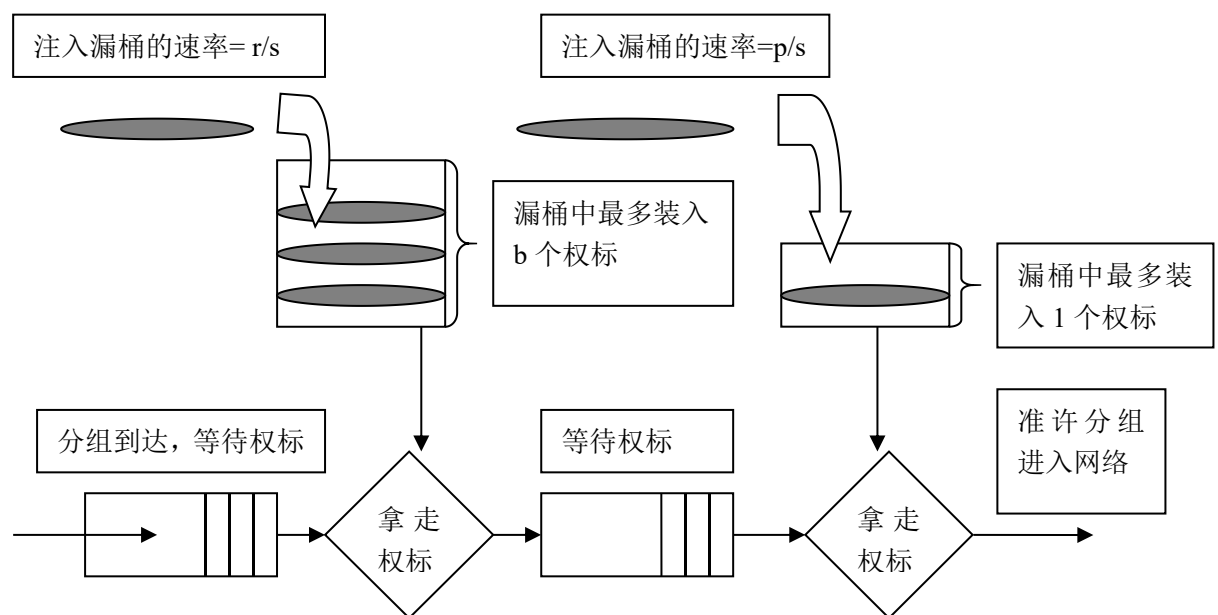 注入漏桶的速率= r/s
注入漏桶的速率=p/s
漏桶中最多装入
b 个权标
漏桶中最多装
入 1 个权标
分组到达，等待权标
等待权标
准许分组
进入网络
拿走
权标
拿走
权标